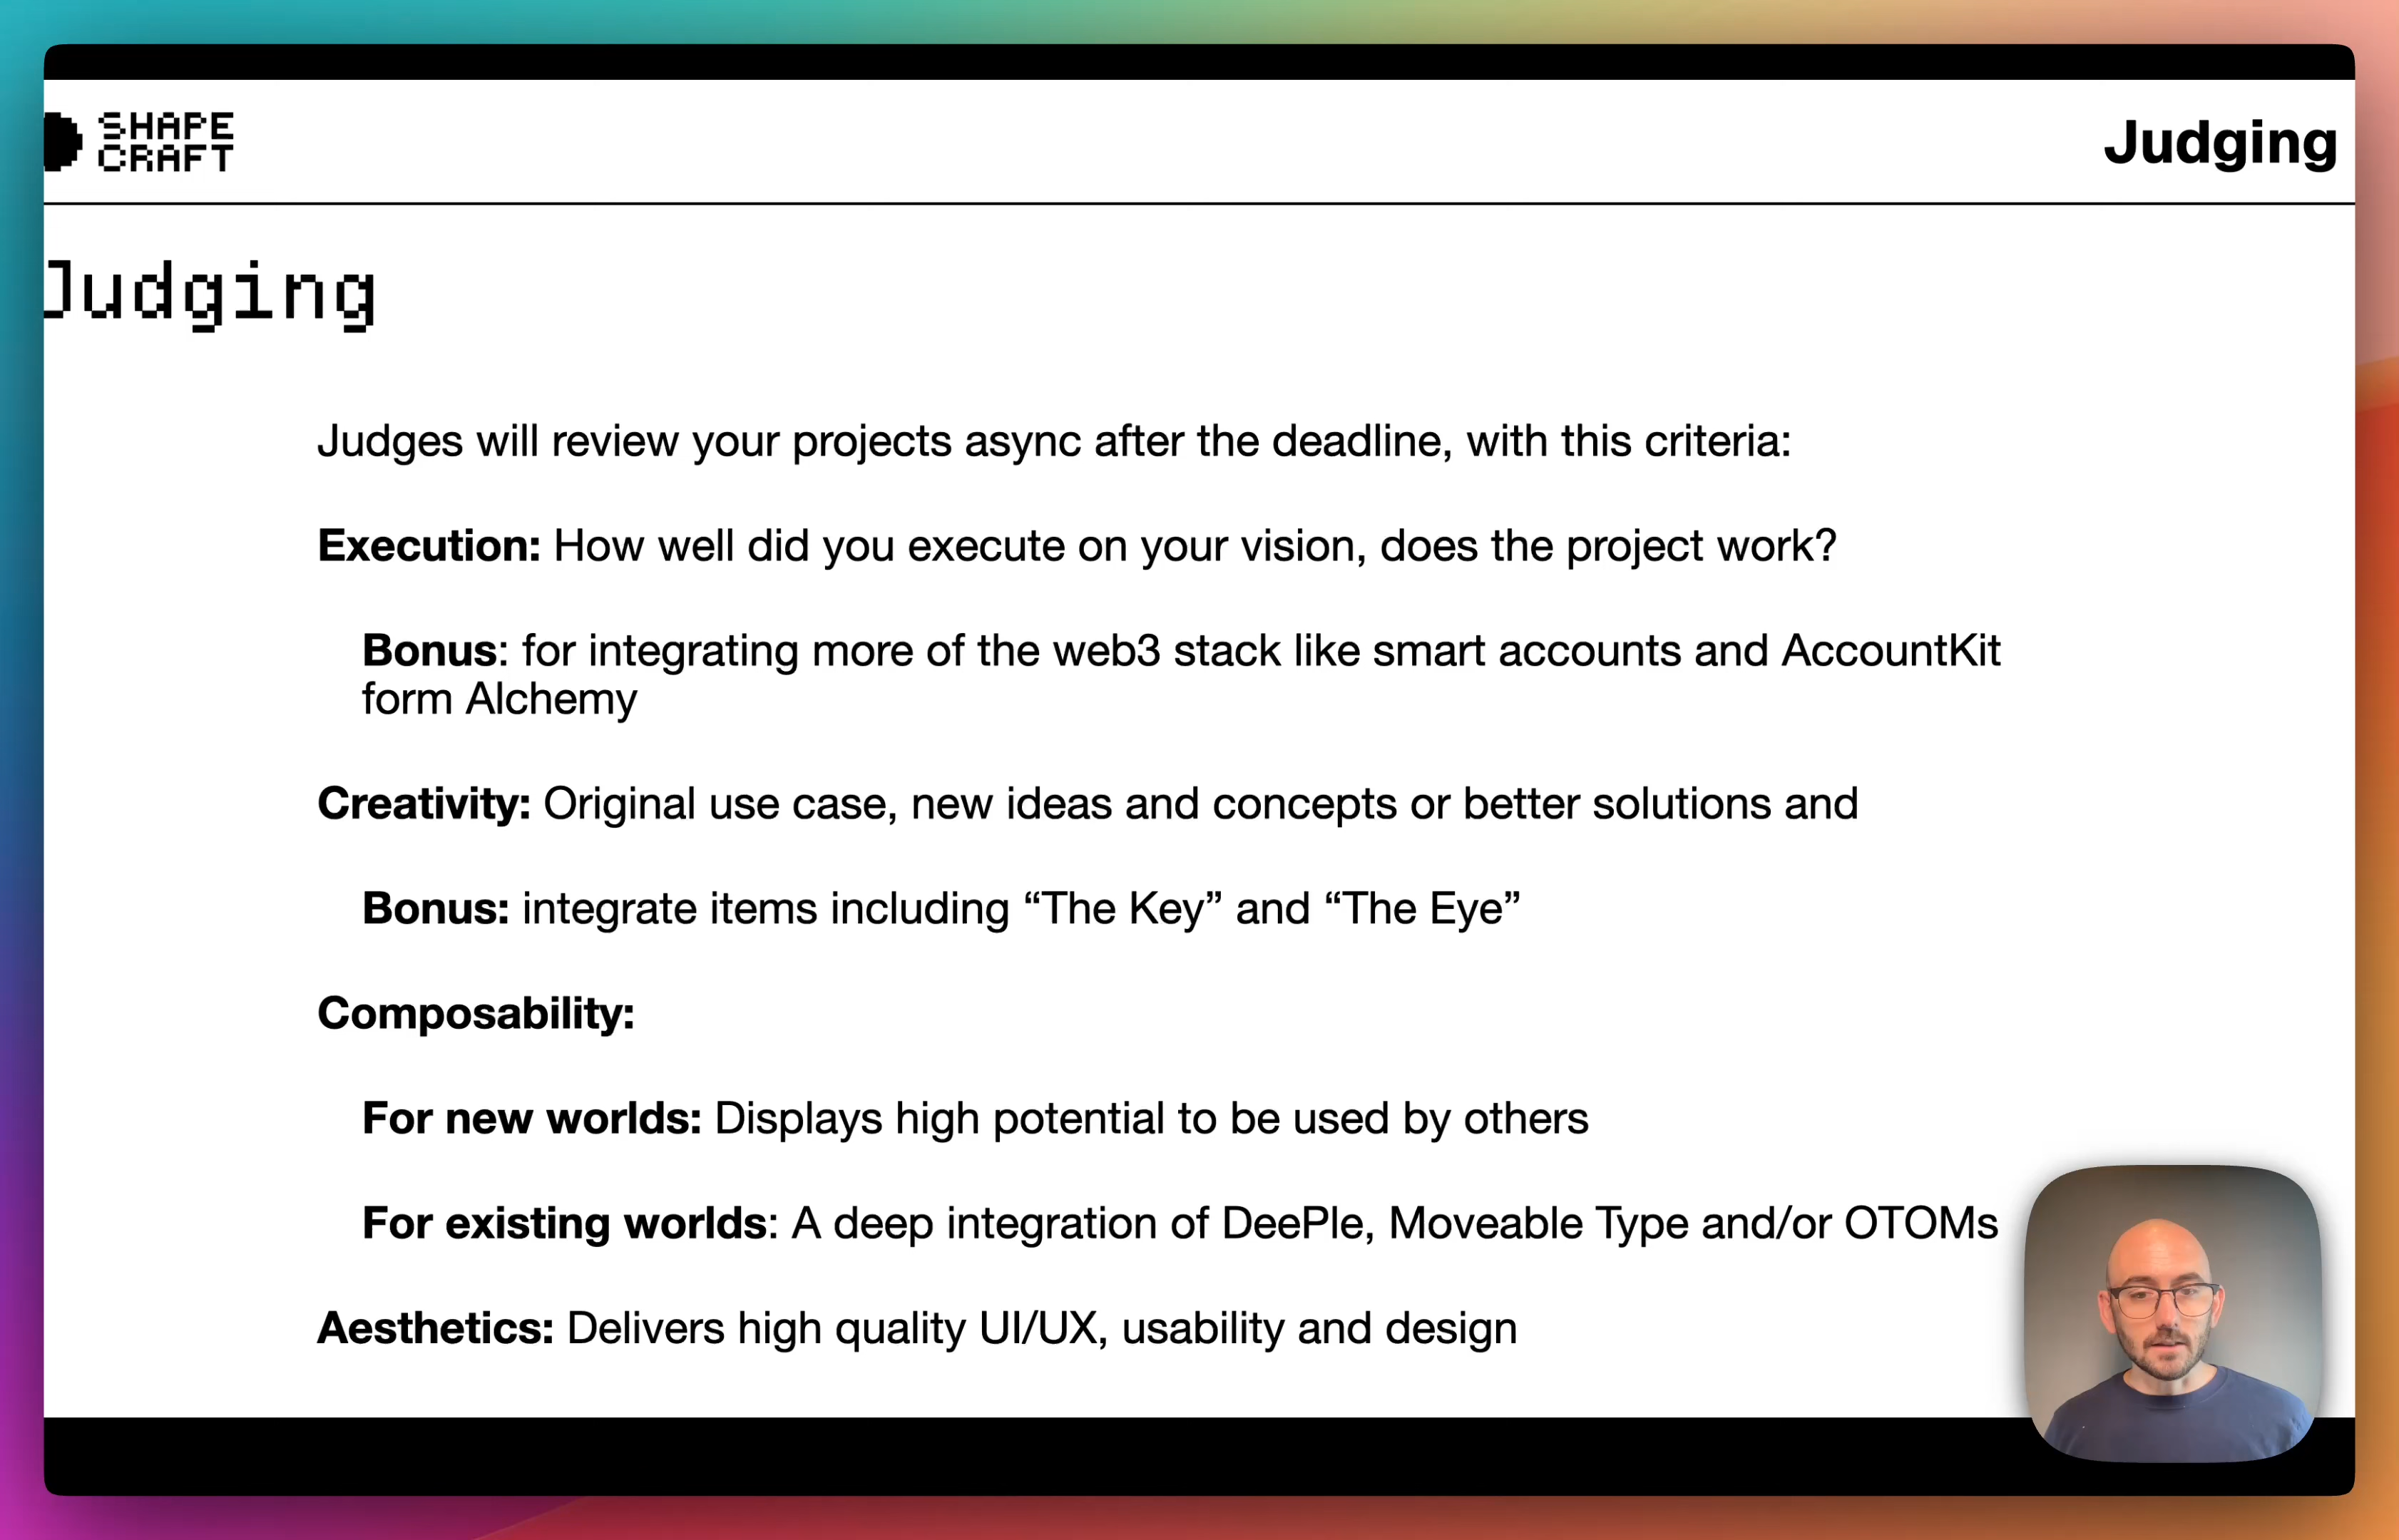 SHAPE
CRAFT
Judging
Judging
Judges will review your projects async after the deadline, with this criteria:
Execution: How well did you execute on your vision, does the project work?
Bonus: for integrating more of the web3 stack like smart accounts and AccountKit
form Alchemy
Creativity: Original use case, new ideas and concepts or better solutions and
Bonus: integrate items including “The Key” and “The Eye”
Composability:
For new worlds: Displays high potential to be used by others
For existing worlds: A deep integration of DeePle, Moveable Type and/or OTOMs
Aesthetics: Delivers high quality UI/UX, usability and design